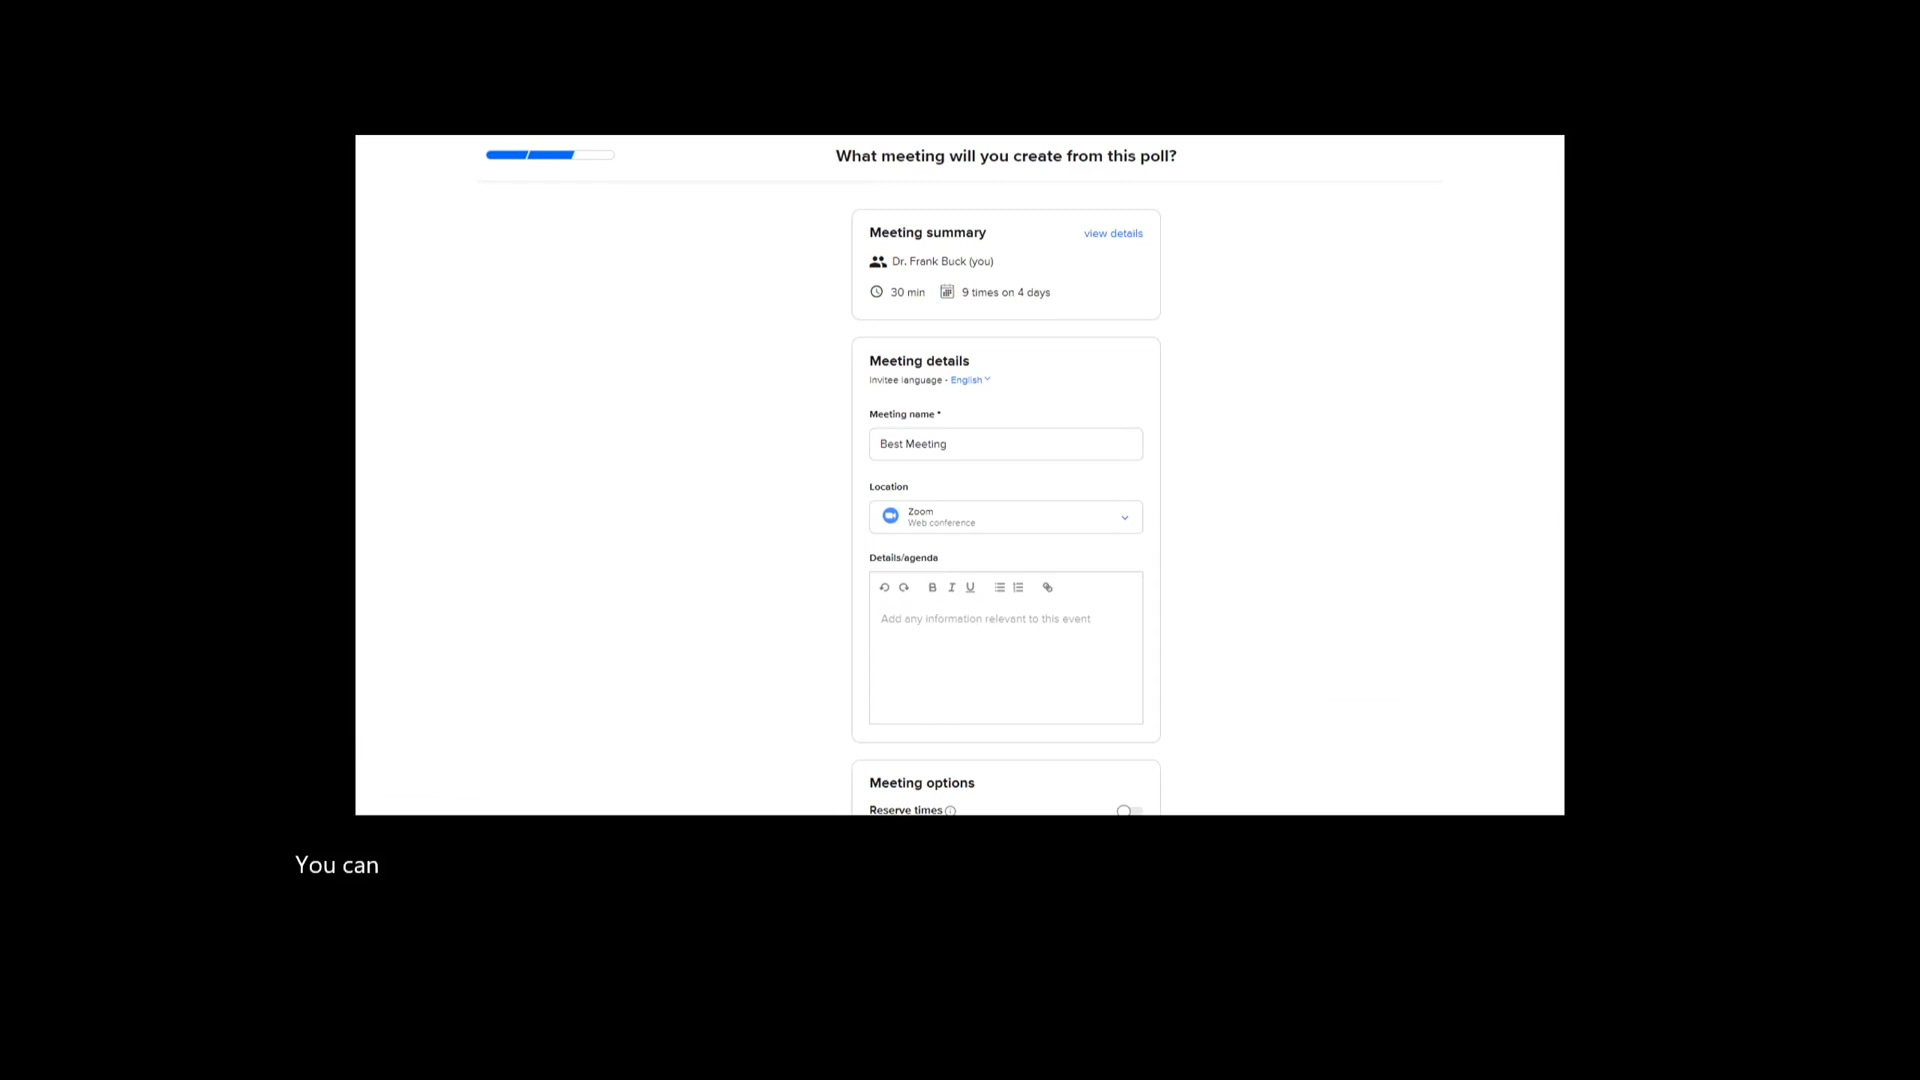 What meeting will you create from this poll?
Meeting summary
view details
Dr. Frank Buck (you)
30 min 9 times on 4 days
Meeting details
Invitee language - English
Meeting name *
Best Meeting
Location
Zoom
Web conference
Details/agenda
B I U
Add any information relevant to this event
Meeting options
Reserve times
You can